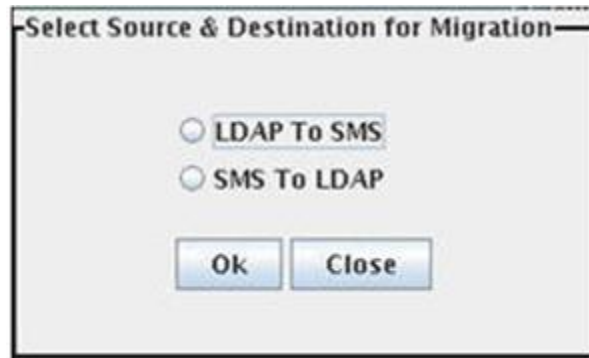 Select Source & Destination for Migration
LDAP To SMS
SMS To LDAP
Ok Close